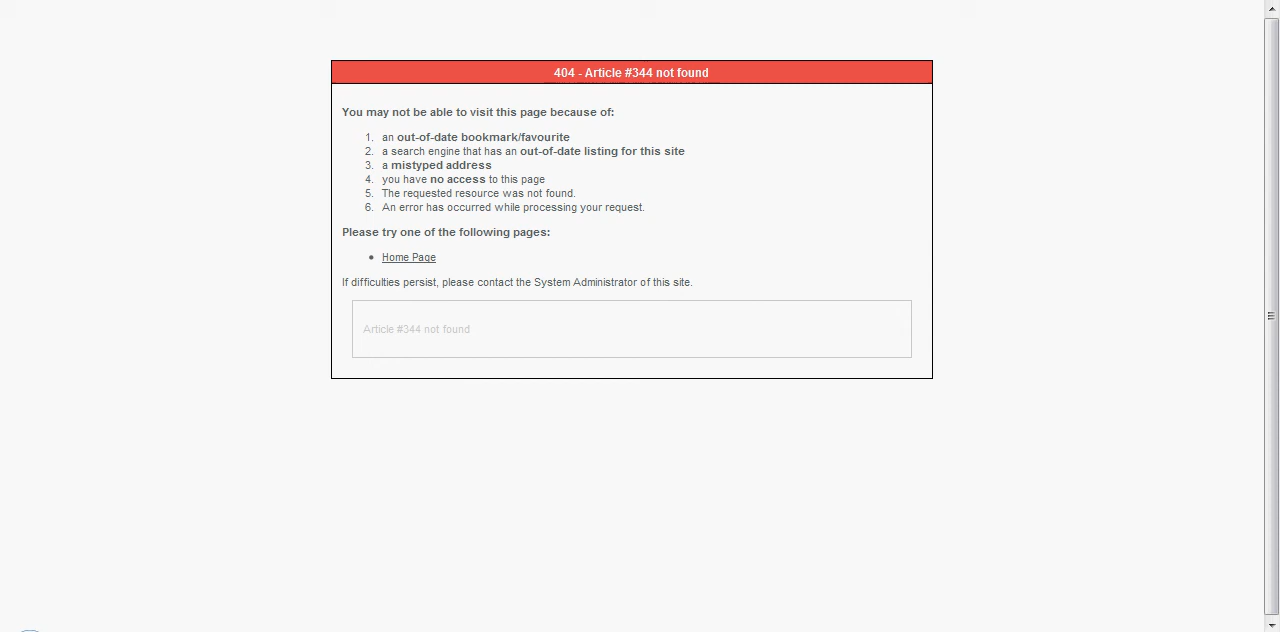 404 - Article #344 not found
You may not be able to visit this page because of:
1. an out-of-date bookmark/favourite
2. a search engine that has an out-of-date listing for this site
3. a mistyped address
4. you have no access to this page
5. The requested resource was not found.
6. An error has occurred while processing your request.
Please try one of the following pages:
• Home Page
If difficulties persist, please contact the System Administrator of this site.
Article #344 not found